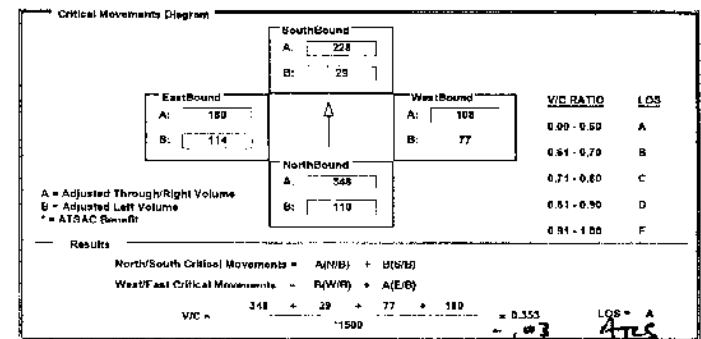 Critical Movements Diagram
SouthBound
A: 228
B: 29
EastBound
A: 180
B: 114
WestBound
A: 108
B: 77
NorthBound
A: 348
B: 110
V/C RATIO LOS
0.00 - 0.60 A
0.61 - 0.70 B
0.71 - 0.80 C
0.81 - 0.90 D
0.91 - 1.00 E
A = Adjusted Through/Right Volume
B = Adjusted Left Volume
* = ATSAC Benefit
Results
North/South Critical Movements = A(N/B) + B(S/B)
West/East Critical Movements = B(W/B) + A(E/B)
V/C = 348 + 29 + 77 + 180 = 0.353 LOS = A
*1500